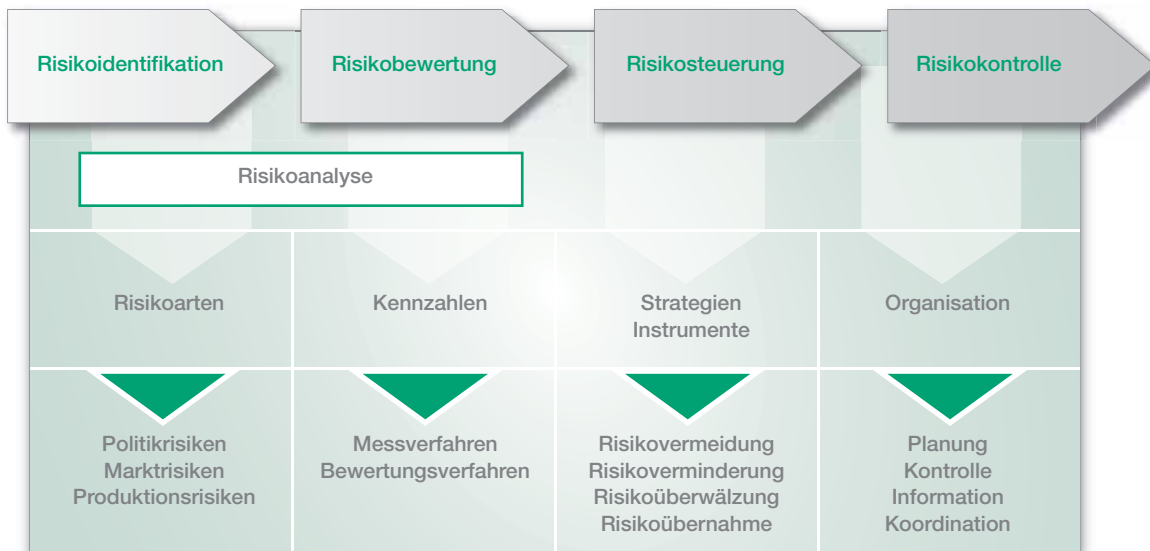 Risikoidentifikation
Risikobewertung
Risikosteuerung
Risikokontrolle
Risikoanalyse
Risikoarten
Kennzahlen
Strategien
Instrumente
Organisation
Politikrisiken
Marktrisiken
Produktionsrisiken
Messverfahren
Bewertungsverfahren
Risikovermeidung
Risikoverminderung
Risikoüberwälzung
Risikoübernahme
Planung
Kontrolle
Information
Koordination